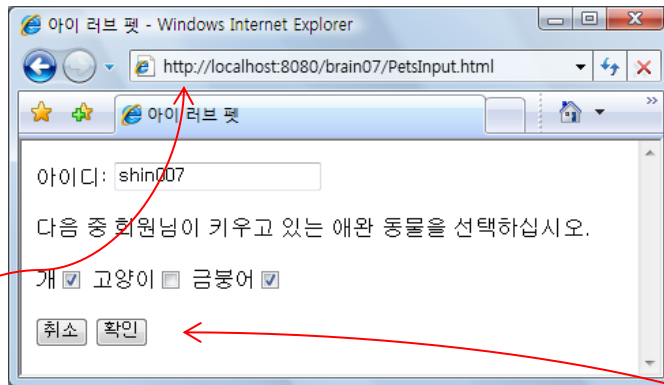 아이 러브 펫 - Windows Internet Explorer
http://localhost:8080/brain07/PetsInput.html
아이 러브 펫
아이디: shin007
다음 중 회원님이 키우고 있는 애완 동물을 선택하십시오.
개 고양이 금붕어
취소 확인